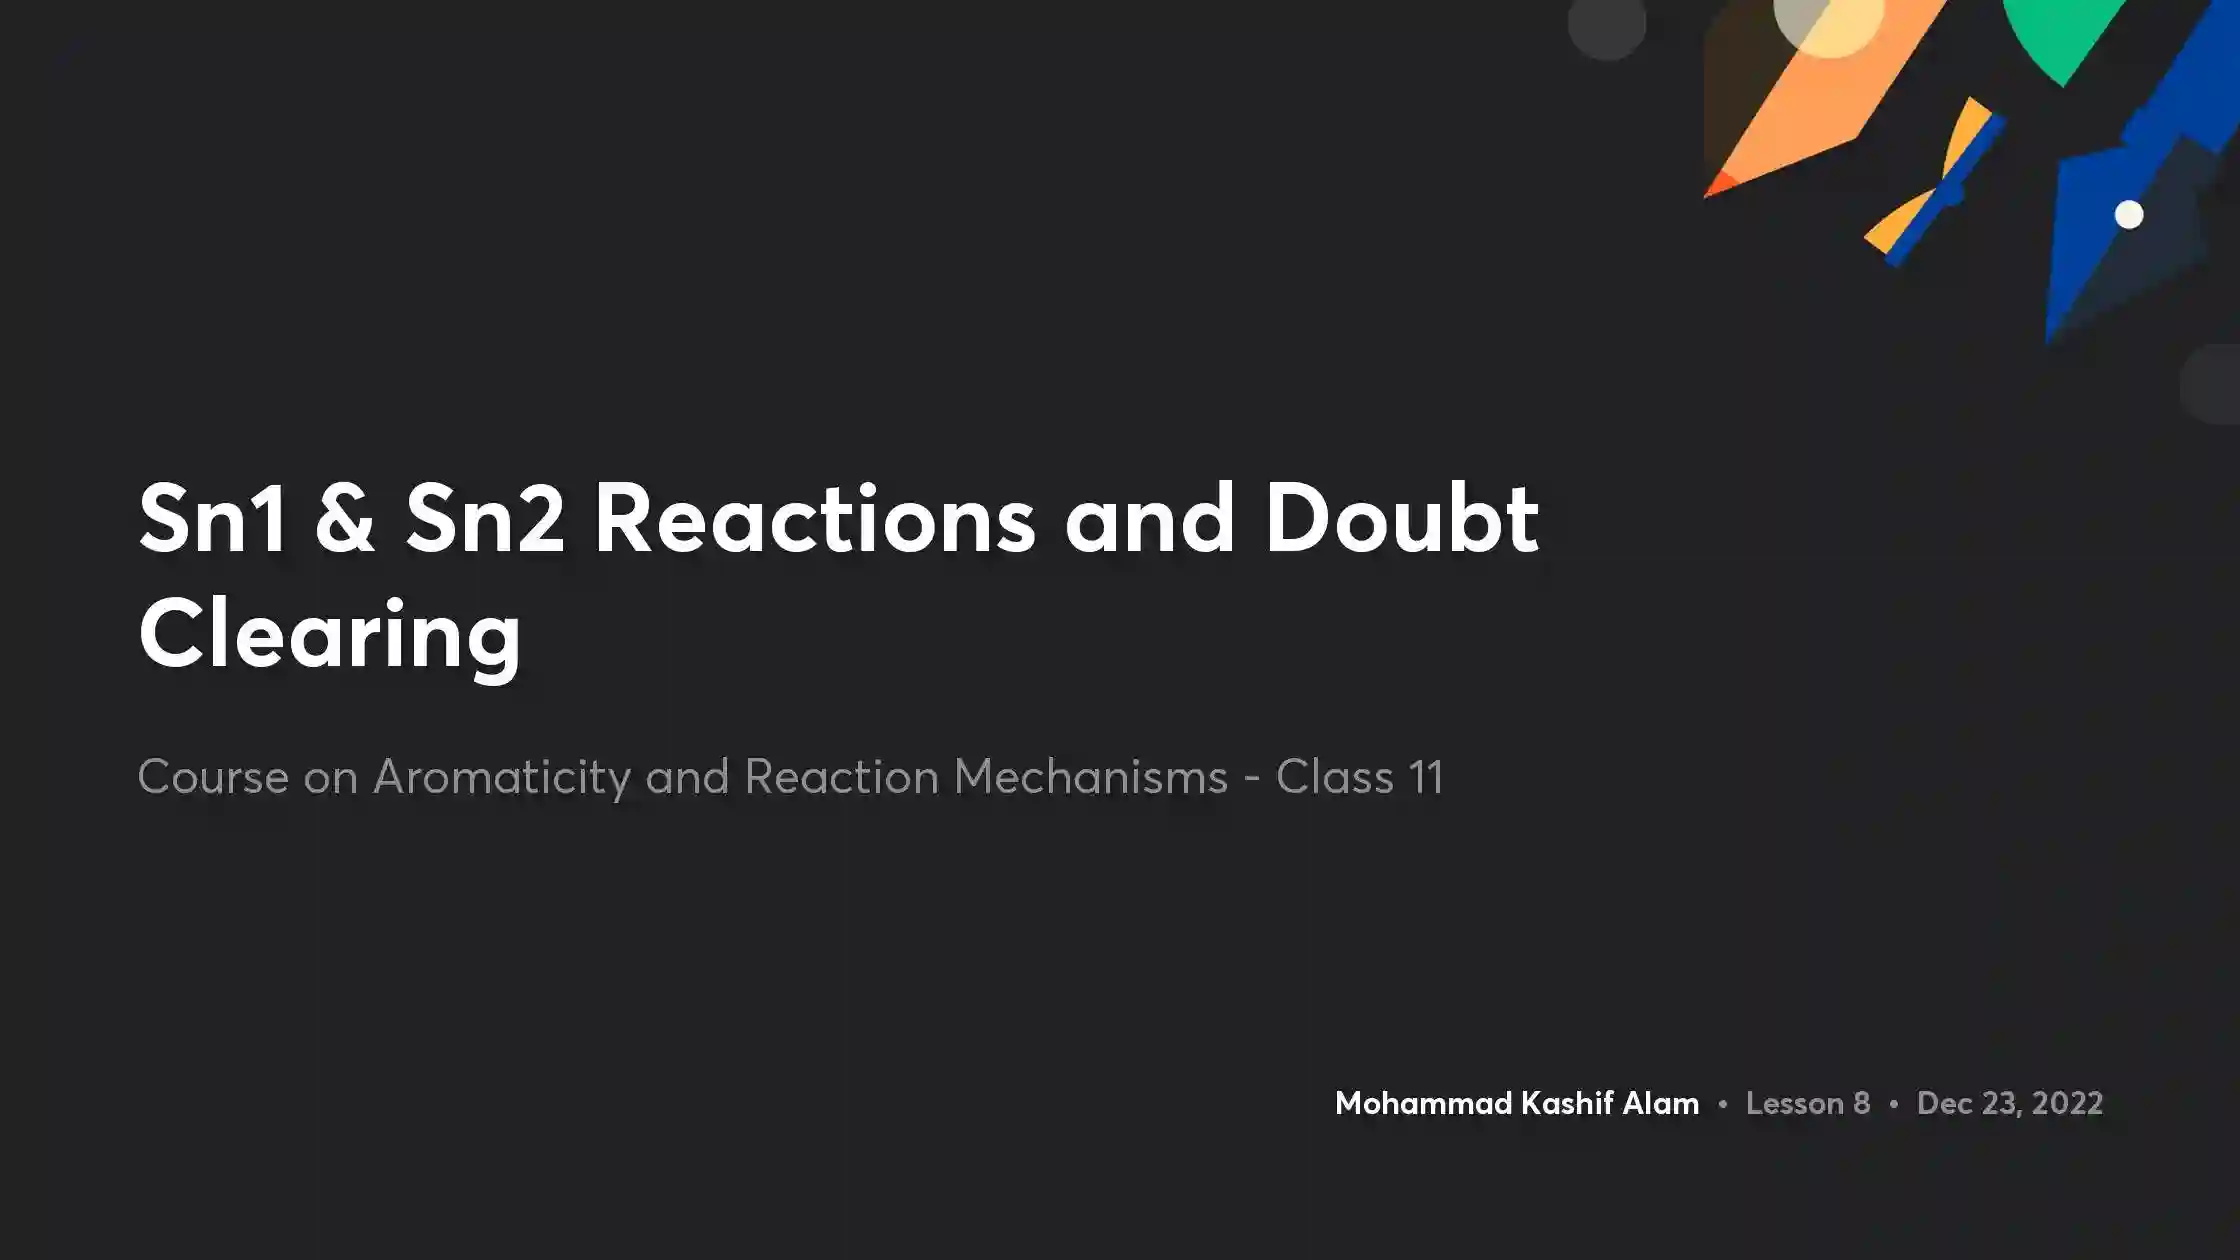 Sn1 & Sn2 Reactions and Doubt
Clearing
Course on Aromaticity and Reaction Mechanisms - Class 11
Mohammad Kashif Alam • Lesson 8 • Dec 23, 2022